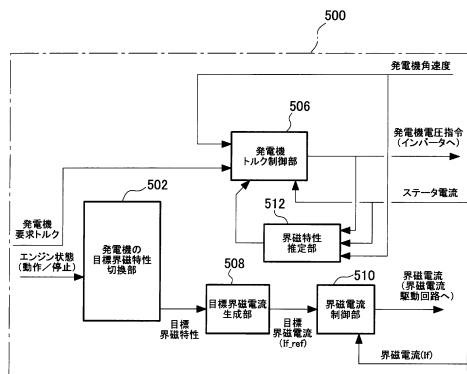 500
発電機角速度
506
発電機
トルク制御部
発電機電圧指令
(インバータへ)
502
ステータ電流
発電機
要求トルク
512
界磁特性
推定部
エンジン状態
(動作/停止)
発電機の
目標界磁特性
切換部
508
510
目標界磁電流
生成部
界磁電流
制御部
界磁電流
(界磁電流
駆動回路へ)
目標
界磁特性
目標
界磁電流
(If_ref)
界磁電流(If)